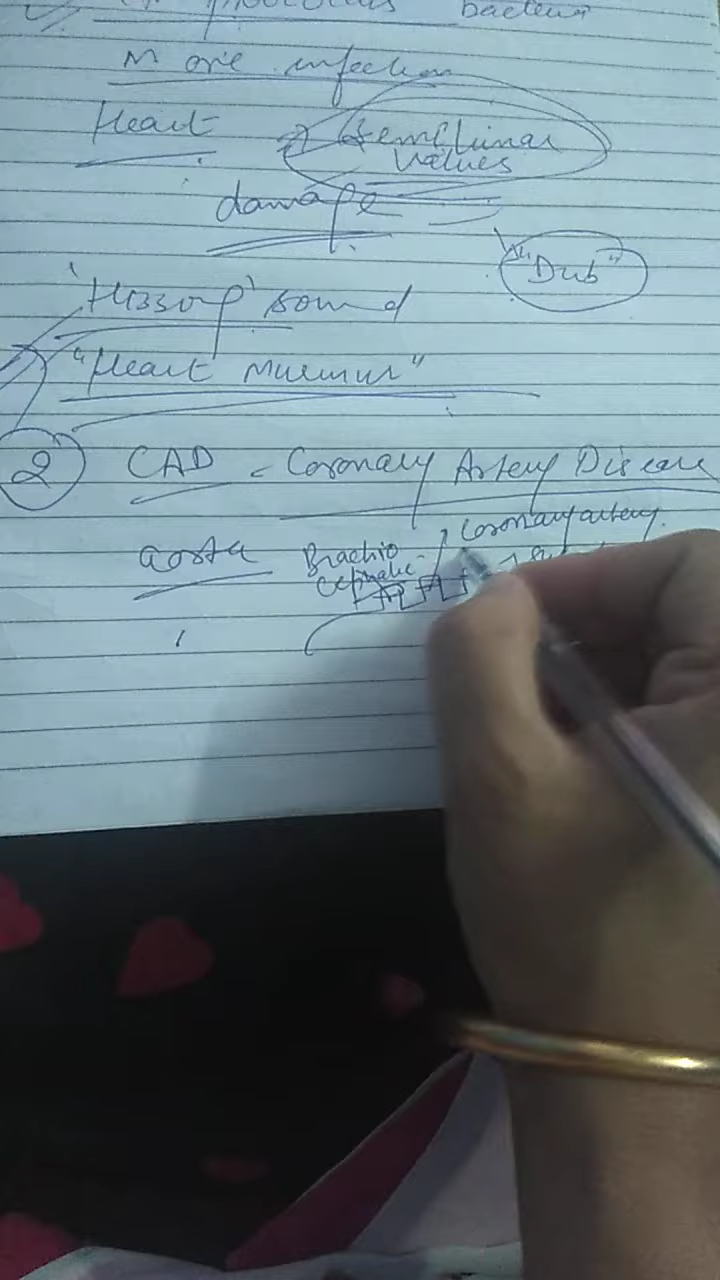 bacteria
More infection
Heart → Semilunar
valves
damage
"Dub"
'Hissing' sound
"Heart Murmur"
2 CAD - Coronary Artery Disease
Coronary artery
aorta Brachio -
cephalic